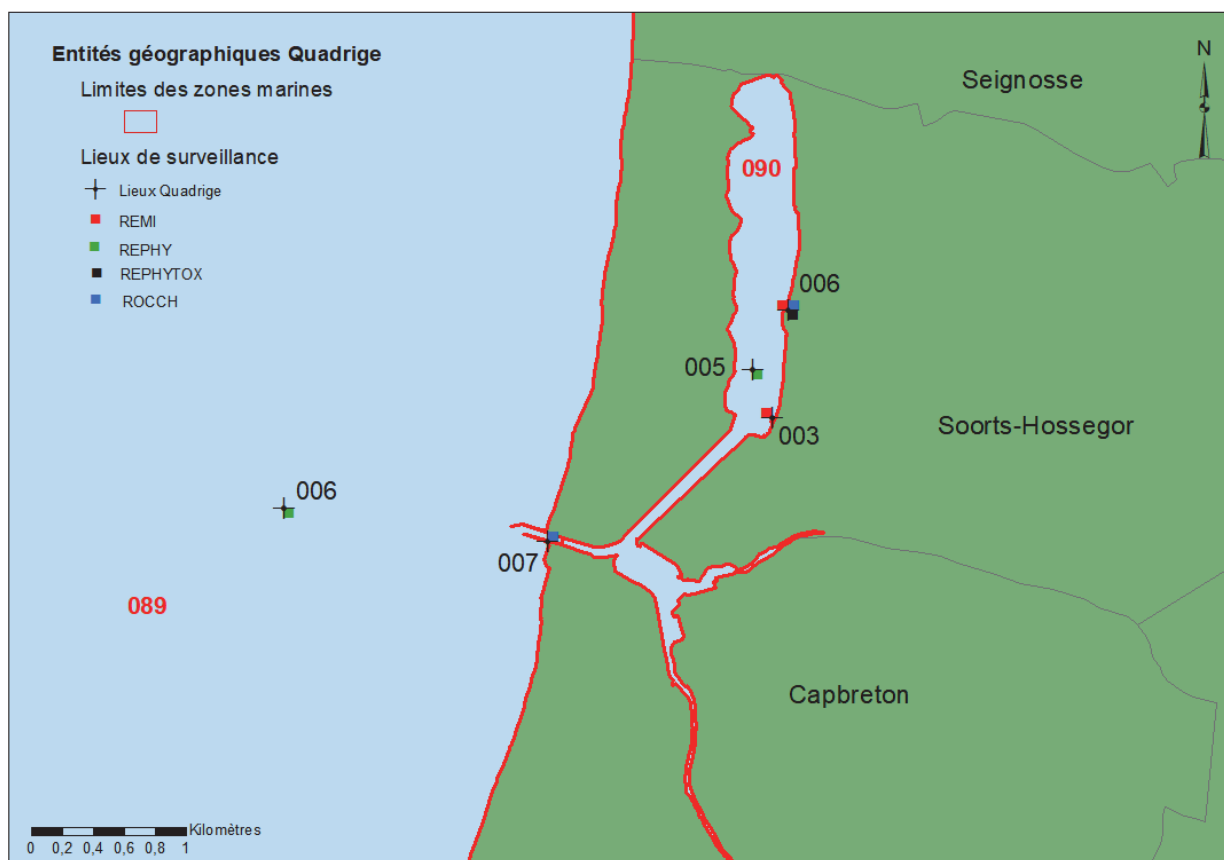 Entités géographiques Quadrige
Limites des zones marines
Lieux de surveillance
Lieux Quadrige
REMI
REPHY
REPHYTOX
ROCCH
N
Seignosse
090
006
005
003
Soorts-Hossegor
006
007
089
Capbreton
Kilomètres
0 0,2 0,4 0,6 0,8 1